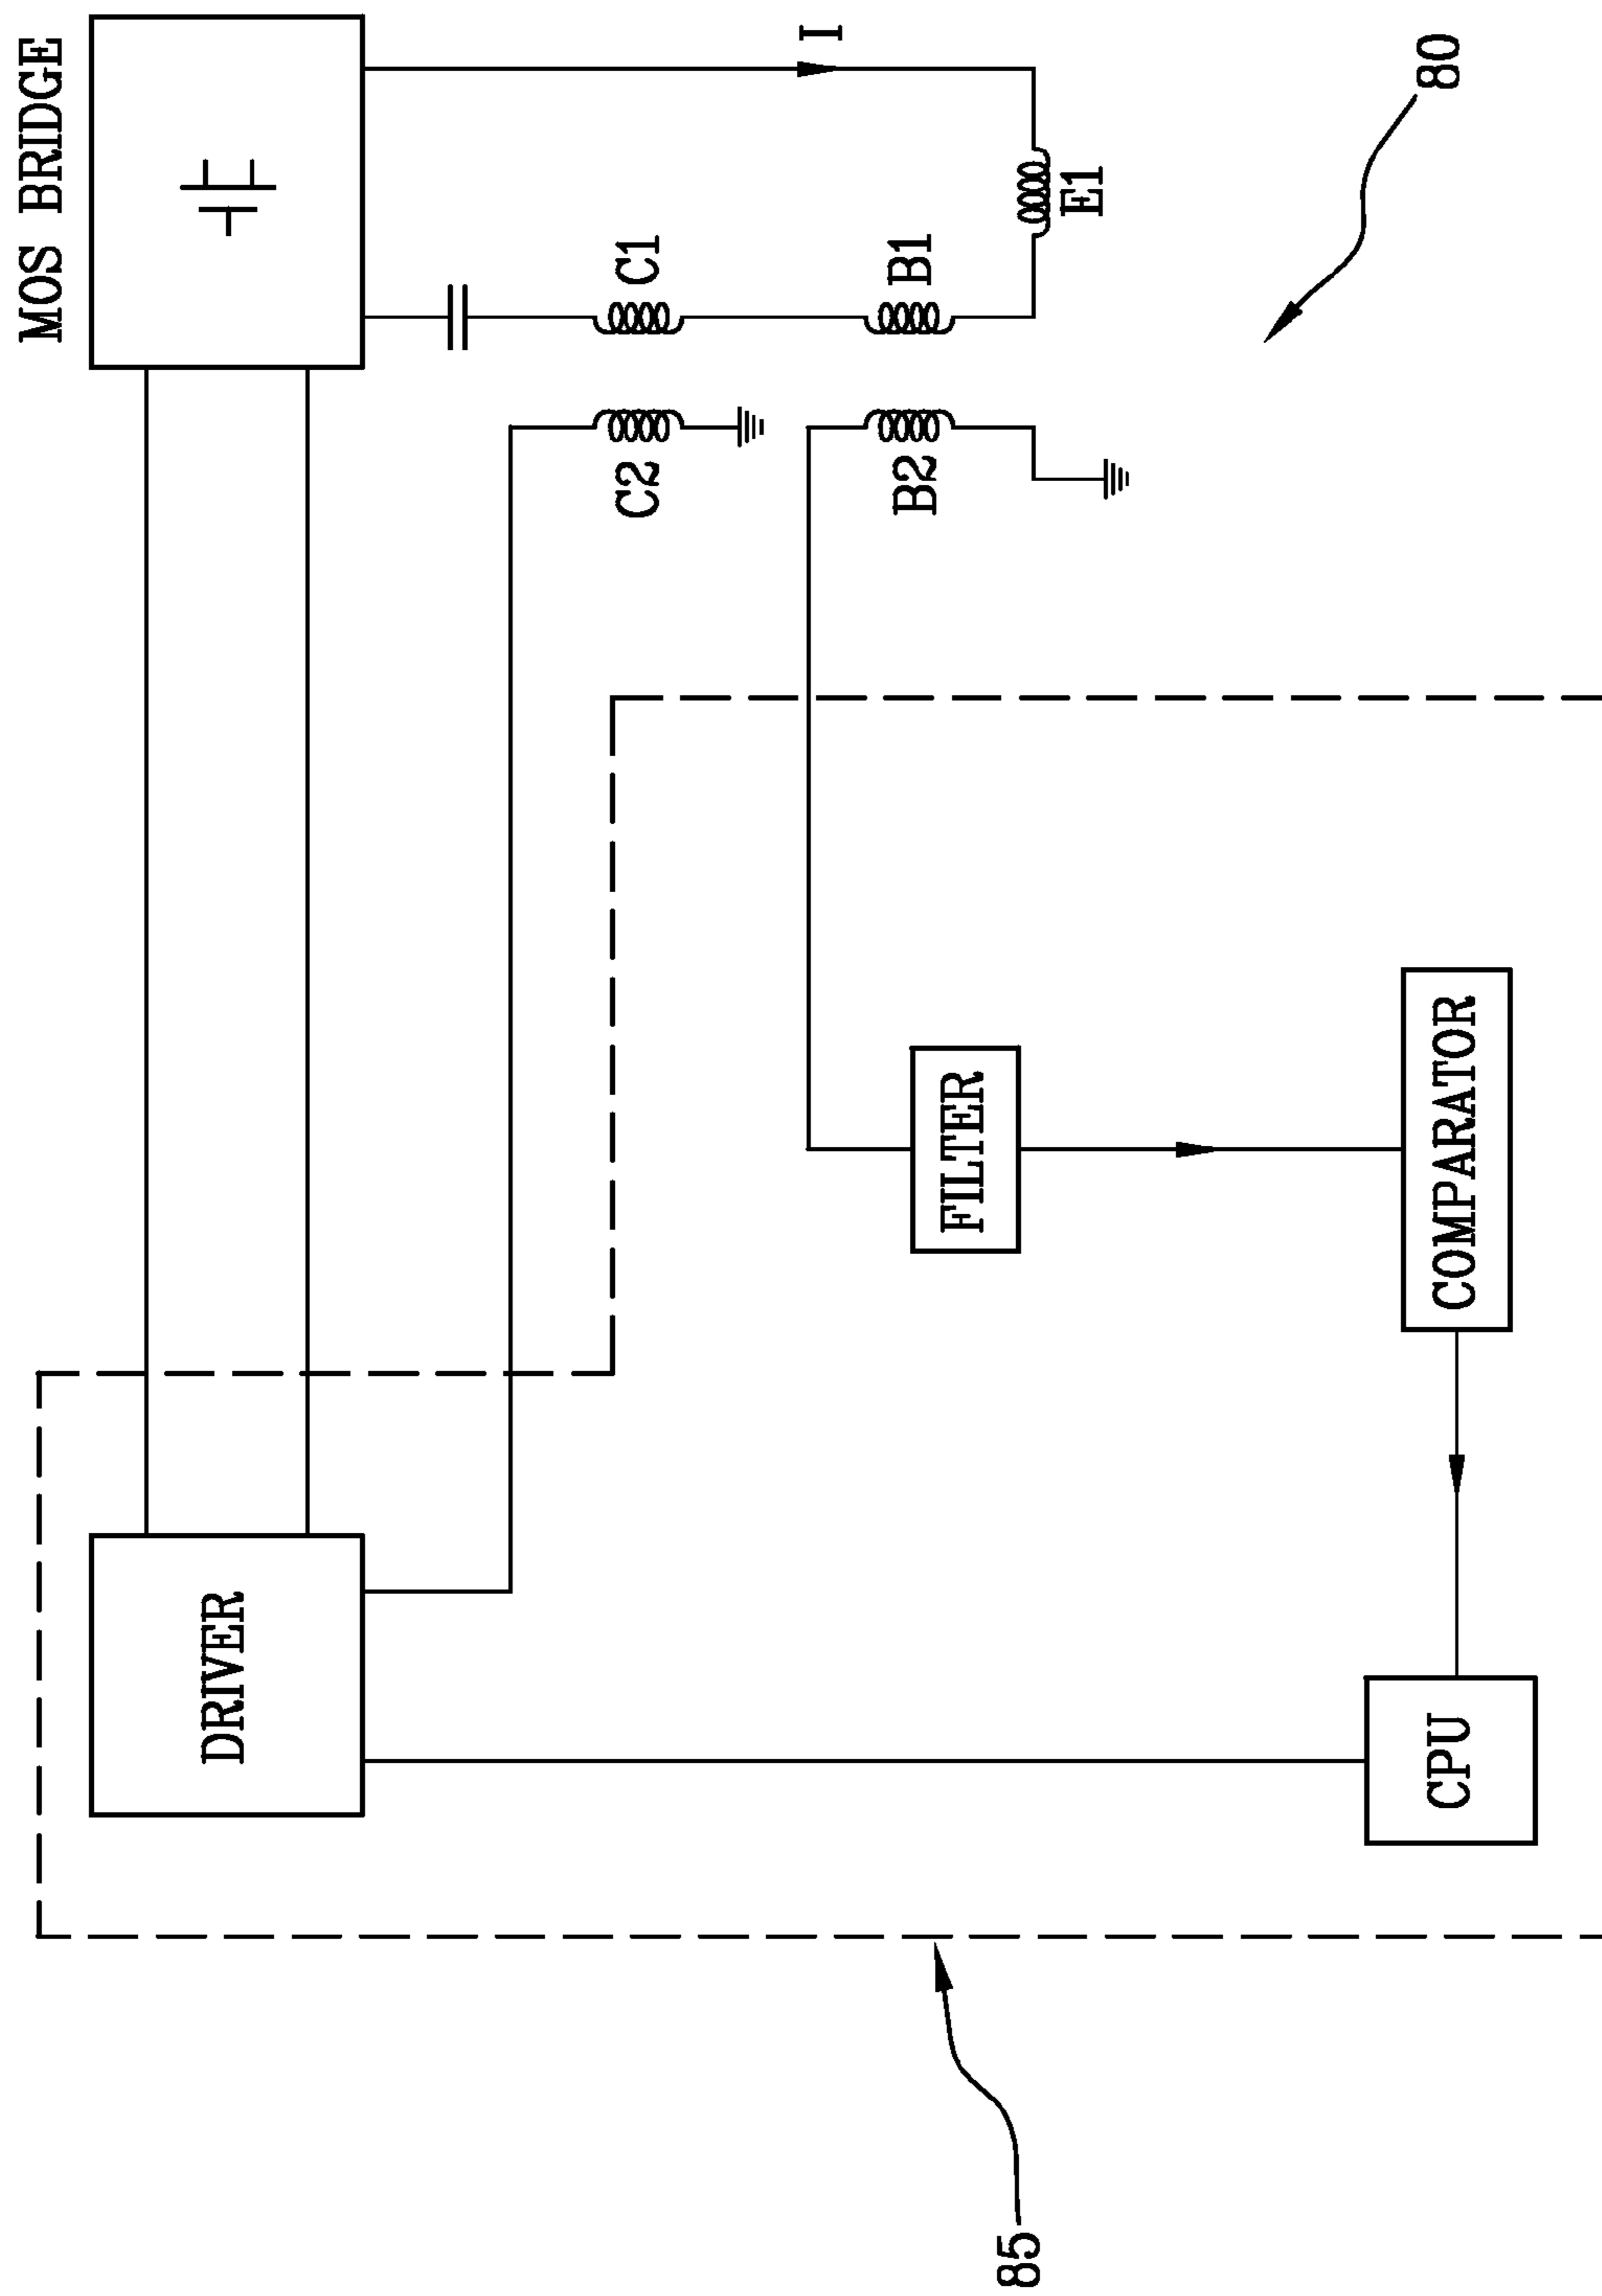 MOS BRIDGE
I
C1
B1
E1
80
C2
B2
FILTER
COMPARATOR
DRIVER
CPU
85